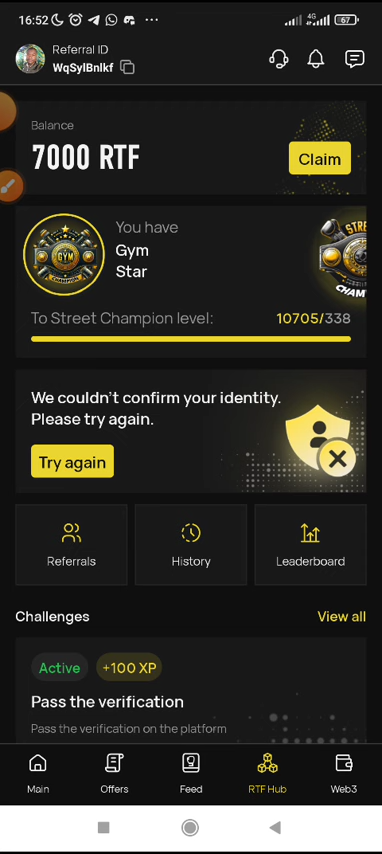 16:52
4G
67
Referral ID
WqSylBnlkf
Balance
7000 RTF
Claim
You have
Gym
Star
GYM
To Street Champion level:
10705/338
We couldn't confirm your identity.
Please try again.
Try again
Referrals
History
Leaderboard
Challenges
View all
Active
+100 XP
Pass the verification
Pass the verification on the platform
Main
Offers
Feed
RTF Hub
Web3